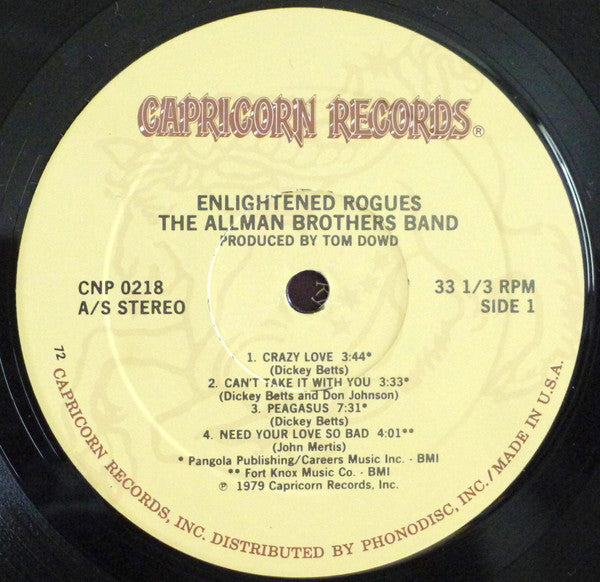 CAPRICORN RECORDS®
ENLIGHTENED ROGUES
THE ALLMAN BROTHERS BAND
PRODUCED BY TOM DOWD
CNP 0218
A/S STEREO
33 1/3 RPM
SIDE 1
1. CRAZY LOVE 3:44*
(Dickey Betts)
2. CAN'T TAKE IT WITH YOU 3:33*
(Dickey Betts and Don Johnson)
3. PEAGASUS 7:31*
(Dickey Betts)
4. NEED YOUR LOVE SO BAD 4:01**
(John Mertis)
* Pangola Publishing/Careers Music Inc. - BMI
** Fort Knox Music Co. - BMI
℗ 1979 Capricorn Records, Inc.
72 CAPRICORN RECORDS, INC. DISTRIBUTED BY PHONODISC, INC./MADE IN U.S.A.